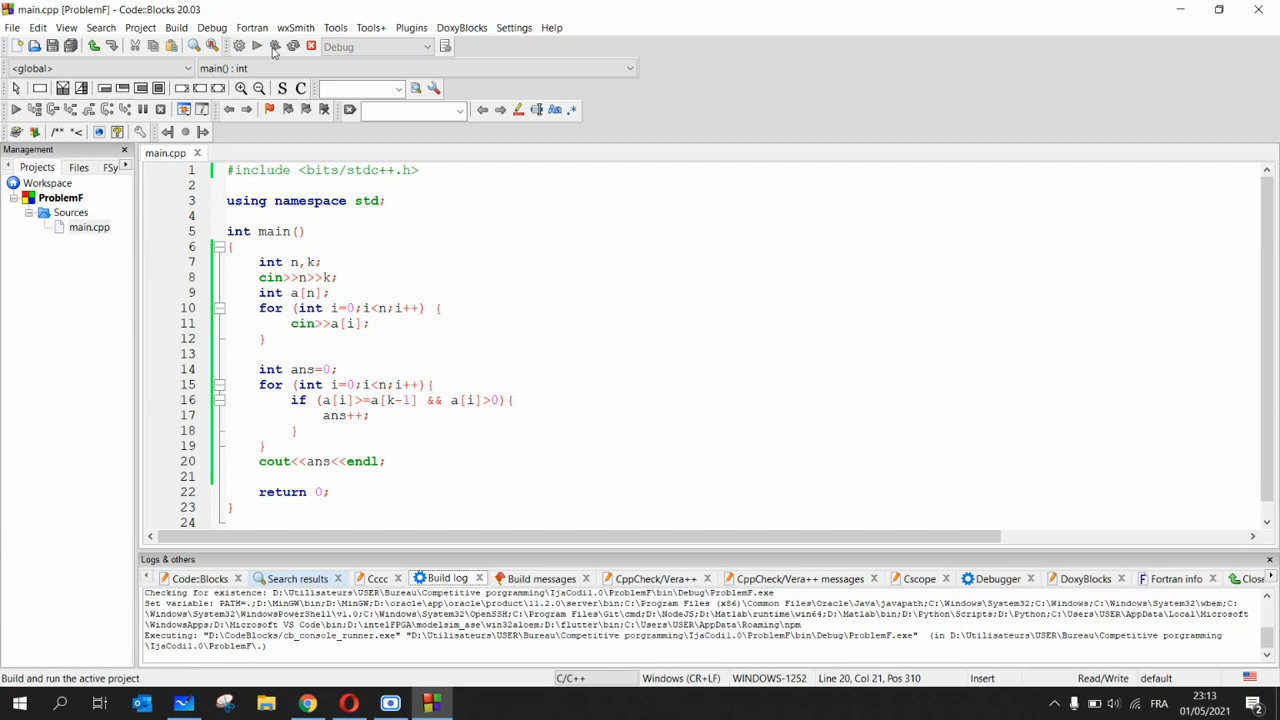 main.cpp [ProblemF] - Code::Blocks 20.03
File Edit View Search Project Build Debug Fortran wxSmith Tools Tools+ Plugins DoxyBlocks Settings Help
Debug
<global> main() : int
S C
/** *< Aa .*
Management
Projects Files FSy
Workspace
ProblemF
Sources
main.cpp
main.cpp
1 #include <bits/stdc++.h>
2
3 using namespace std;
4
5 int main()
6 {
7 int n,k;
8 cin>>n>>k;
9 int a[n];
10 for (int i=0;i<n;i++) {
11 cin>>a[i];
12 }
13
14 int ans=0;
15 for (int i=0;i<n;i++){
16 if (a[i]>=a[k-1] && a[i]>0){
17 ans++;
18 }
19 }
20 cout<<ans<<endl;
21
22 return 0;
23 }
24
Logs & others
Code::Blocks Search results Cccc Build log Build messages CppCheck/Vera++ CppCheck/Vera++ messages Cscope Debugger DoxyBlocks Fortran info Close
Checking for existence: D:\Utilisateurs\USER\Bureau\Competitive porgramming\IjaCodil.0\ProblemF\bin\Debug\ProblemF.exe
Set variable: PATH=.;D:\MinGW\bin;D:\MinGW;D:\oracle\app\oracle\product\11.2.0\server\bin;C:\Program Files (x86)\Common Files\Oracle\Java\javapath;C:\Windows\System32;C:\Windows;C:\Windows\System32\wbem;C:
\Windows\System32\WindowsPowerShell\v1.0;C:\Windows\System32\OpenSSH;C:\Program Files\Git\cmd;D:\NodeJS;D:\Matlab\runtime\win64;D:\Matlab\bin;D:\Python\Scripts;D:\Python;C:\Users\USER\AppData\Local\Microsoft
\WindowsApps;D:\Microsoft VS Code\bin;D:\intelFPGA\modelsim_ase\win32aloem;D:\flutter\bin;C:\Users\USER\AppData\Roaming\npm
Executing: "D:\CodeBlocks/cb_console_runner.exe" "D:\Utilisateurs\USER\Bureau\Competitive porgramming\IjaCodil.0\ProblemF\bin\Debug\ProblemF.exe" (in D:\Utilisateurs\USER\Bureau\Competitive porgramming
\IjaCodil.0\ProblemF\.)
Build and run the active project C/C++ Windows (CR+LF) WINDOWS-1252 Line 20, Col 21, Pos 310 Insert Read/Write default
FRA 23:13
01/05/2021 2